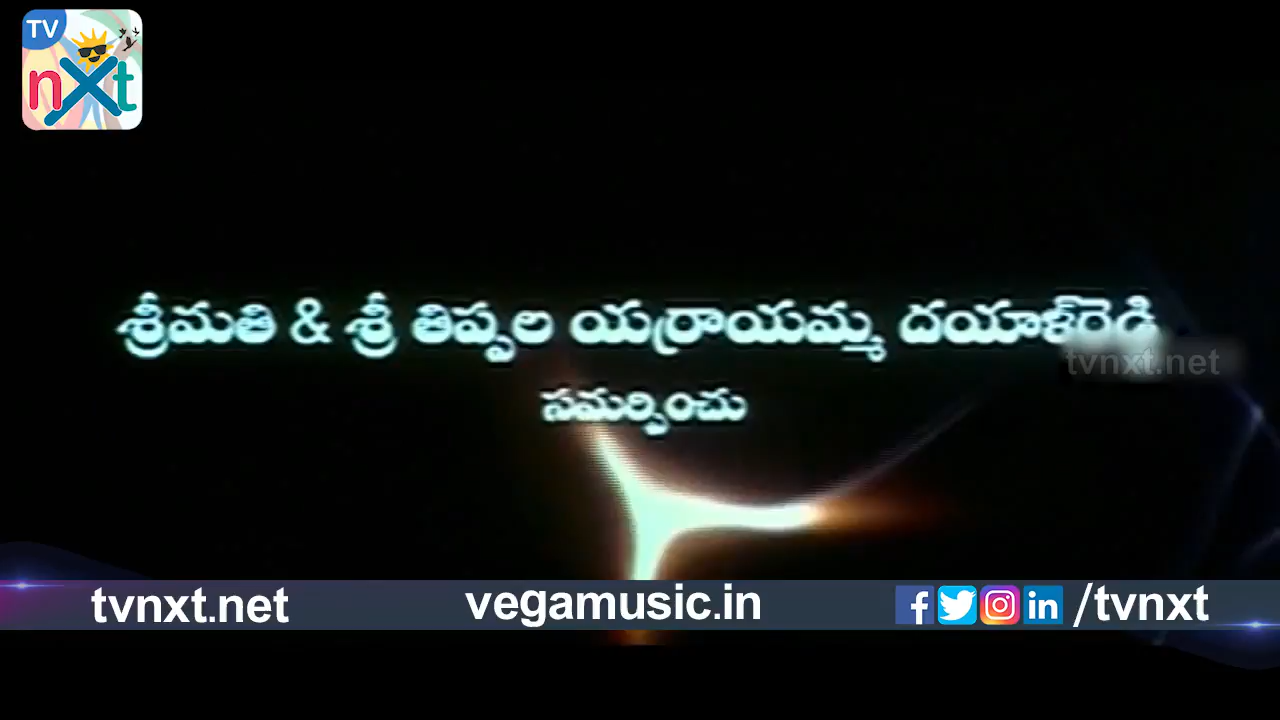 TV
nxt
శ్రీమతి & శ్రీ తిప్పల యర్రాయమ్మ దయాళ్‌రెడ్డి
tvnxt.net
సమర్పించు
tvnxt.net
vegamusic.in
/tvnxt